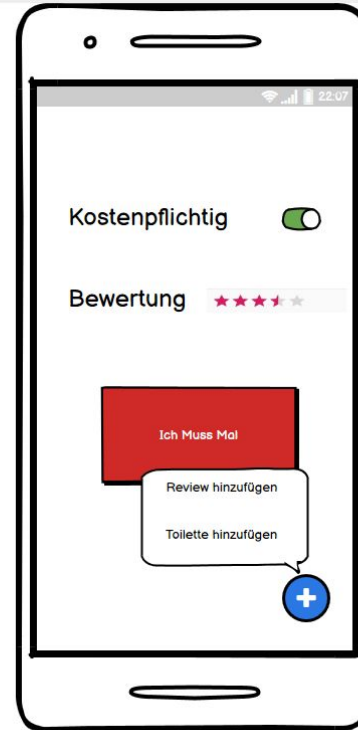 22:07
Kostenpflichtig
Bewertung
Ich Muss Mal
Review hinzufügen
Toilette hinzufügen